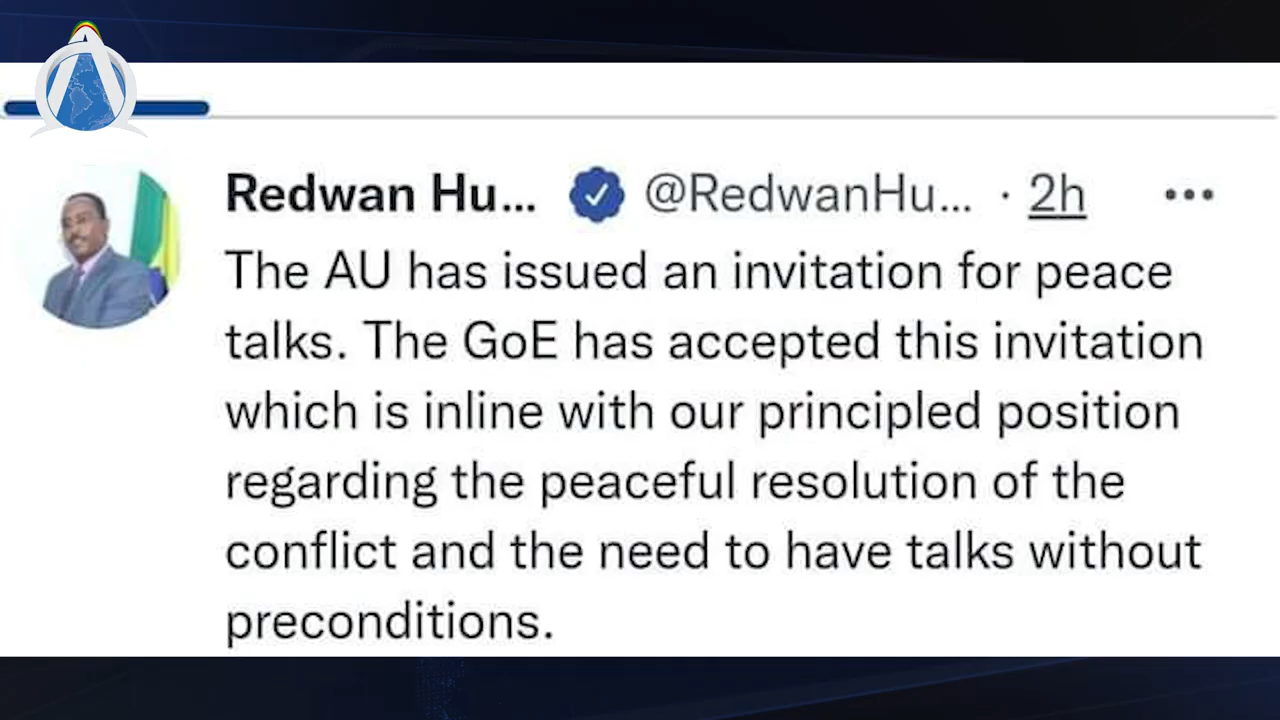 Redwan Hu... @RedwanHu... · 2h ...
The AU has issued an invitation for peace
talks. The GoE has accepted this invitation
which is inline with our principled position
regarding the peaceful resolution of the
conflict and the need to have talks without
preconditions.